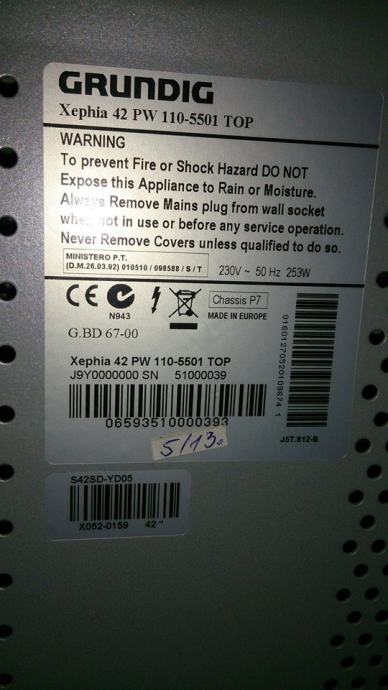 GRUNDIG
Xephia 42 PW 110-5501 TOP
WARNING
To prevent Fire or Shock Hazard DO NOT
Expose this Appliance to Rain or Moisture.
Always Remove Mains plug from wall socket
when not in use or before any service operation.
Never Remove Covers unless qualified to do so.
MINISTERO P.T.
(D.M.26.03.92) 010510 / 098588 / S / T
230V ~ 50 Hz 253W
CE
N943
Chassis P7
MADE IN EUROPE
G.BD 67-00
Xephia 42 PW 110-5501 TOP
J9Y0000000 SN 51000039
06593510000393
01601270520109674 1
J5T.812-B
5/13.
S42SD-YD05
X052-0159 42"